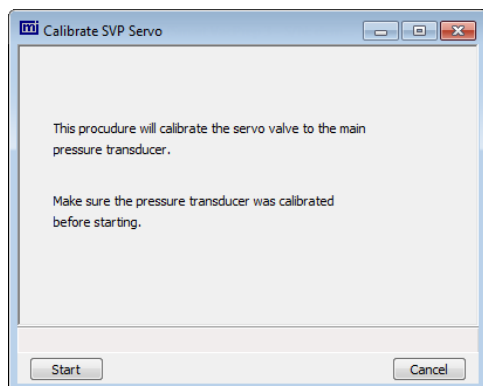 mi Calibrate SVP Servo
This procudure will calibrate the servo valve to the main
pressure transducer.
Make sure the pressure transducer was calibrated
before starting.
Start Cancel